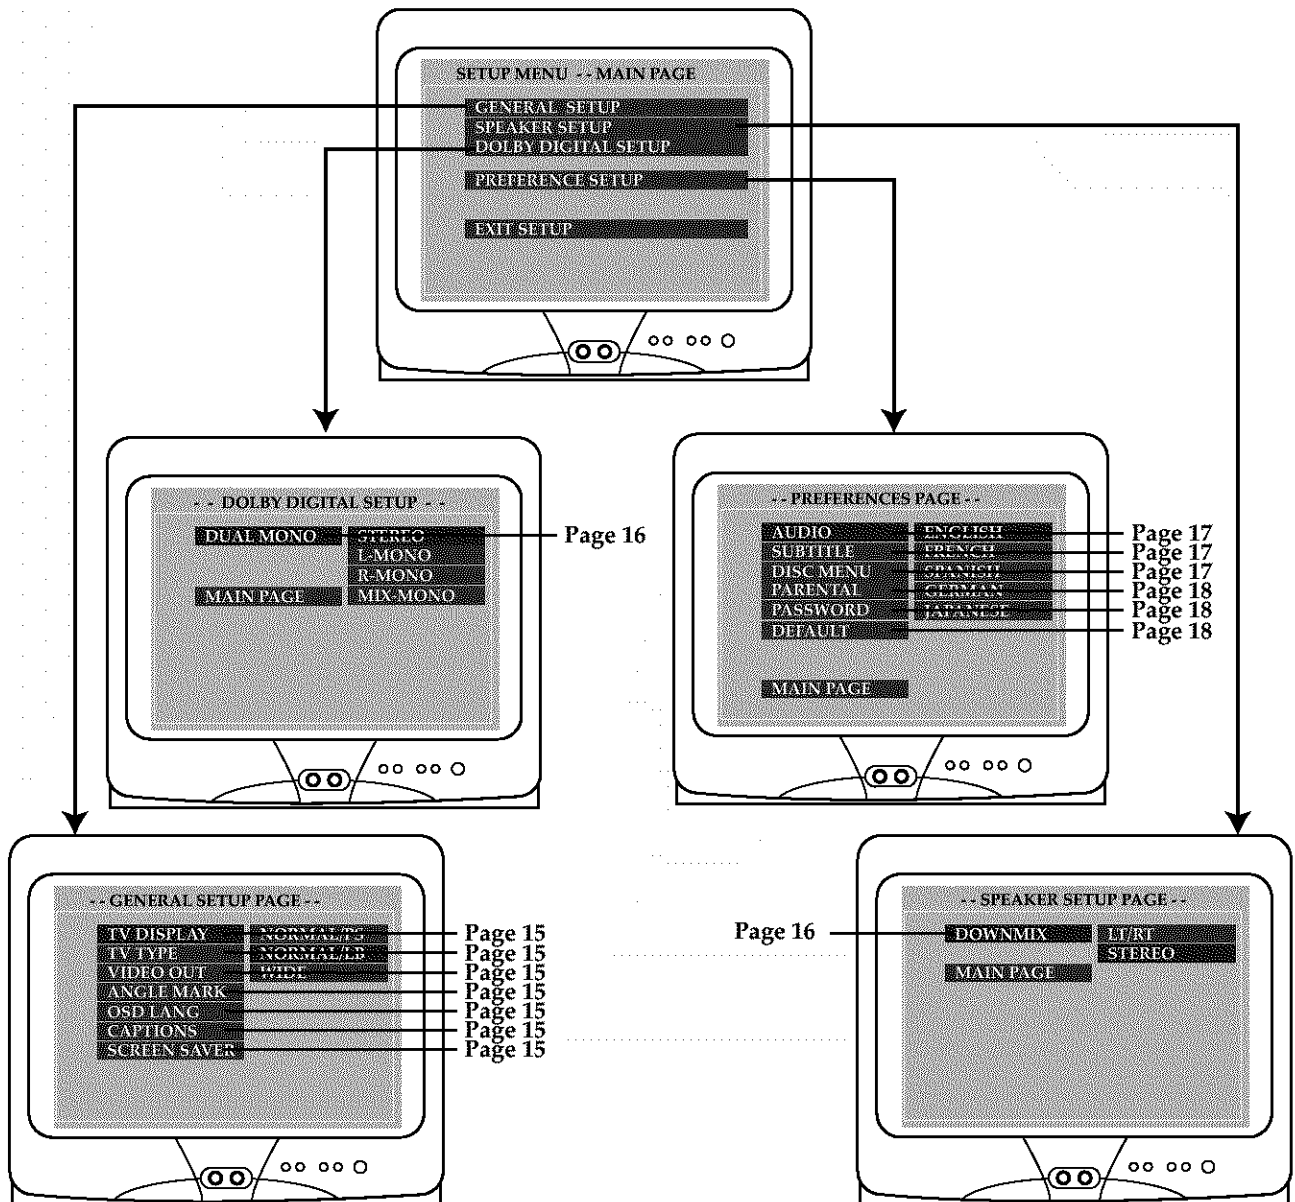 SETUP MENU - - MAIN PAGE
GENERAL SETUP
SPEAKER SETUP
DOLBY DIGITAL SETUP
PREFERENCE SETUP
EXIT SETUP
- - DOLBY DIGITAL SETUP - -
DUAL MONO STEREO Page 16
L-MONO
R-MONO
MAIN PAGE MIX-MONO
- - PREFERENCES PAGE - -
AUDIO ENGLISH Page 17
SUBTITLE FRENCH Page 17
DISC MENU SPANISH Page 17
PARENTAL GERMAN Page 18
PASSWORD JAPANESE Page 18
DEFAULT Page 18
MAIN PAGE
- - GENERAL SETUP PAGE - -
TV DISPLAY NORMAL/PS Page 15
TV TYPE NORMAL/LB Page 15
VIDEO OUT WIDE Page 15
ANGLE MARK Page 15
OSD LANG Page 15
CAPTIONS Page 15
SCREEN SAVER Page 15
- - SPEAKER SETUP PAGE - -
Page 16 DOWNMIX LT/RT
STEREO
MAIN PAGE